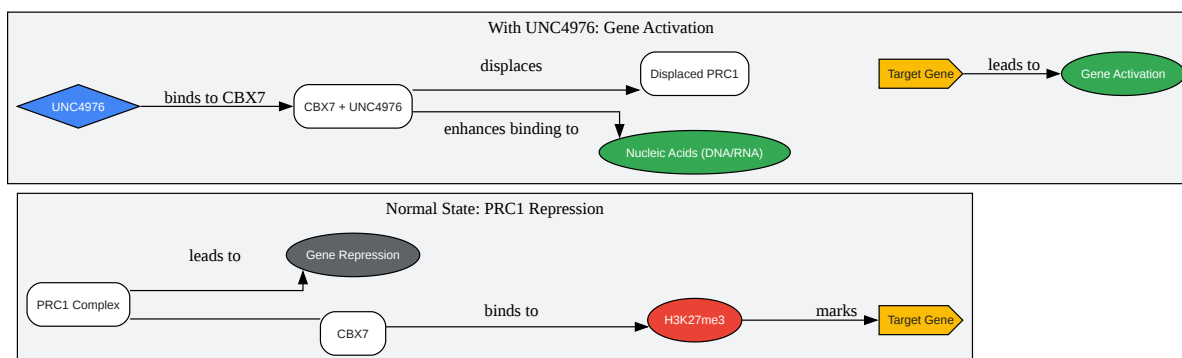 With UNC4976: Gene Activation
displaces
Displaced PRC1
Target Gene
leads to
Gene Activation
UNC4976
binds to CBX7
CBX7 + UNC4976
enhances binding to
Nucleic Acids (DNA/RNA)
Normal State: PRC1 Repression
leads to
Gene Repression
PRC1 Complex
CBX7
binds to
H3K27me3
marks
Target Gene